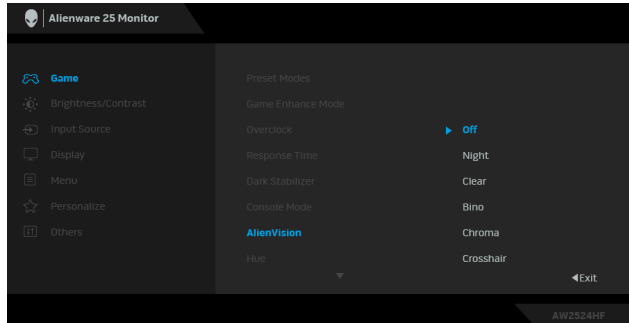 Alienware 25 Monitor
Game
Brightness/Contrast
Input Source
Display
Menu
Personalize
Others
Preset Modes
Game Enhance Mode
Overclock
Response Time
Dark Stabilizer
Console Mode
AlienVision
Hue
Off
Night
Clear
Bino
Chroma
Crosshair
Exit
AW2524HF